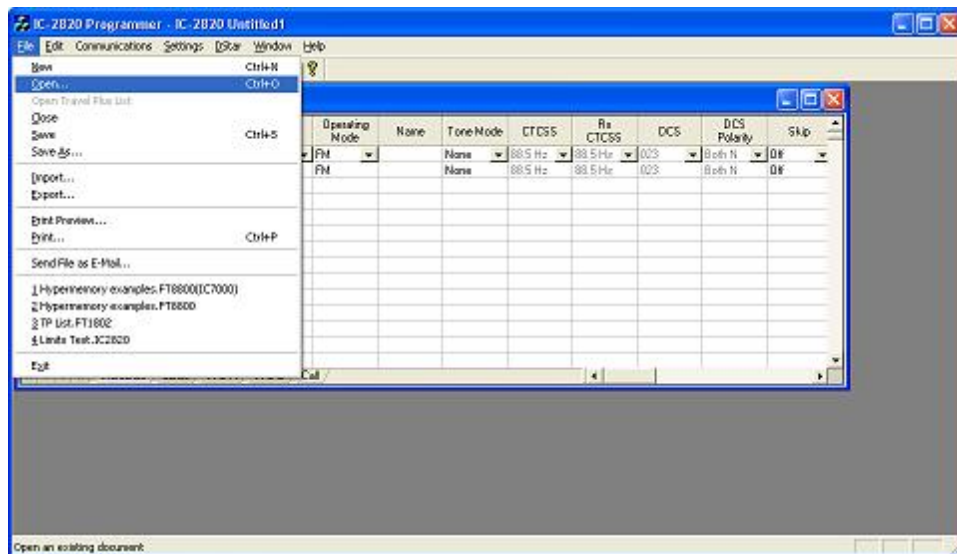 IC-2820 Programmer - IC-2820 Untitled1
File Edit Communications Settings DStar Window Help
New Ctrl+N
Open... Ctrl+O
Open Travel Plus List
Close
Save Ctrl+S
Save As...
Import...
Export...
Print Preview...
Print... Ctrl+P
Send File as E-Mail...
1 Hypermemory examples.FT8800(IC7000)
2 Hypermemory examples.FT8800
3 TP List.FT1802
4 Limits Test.IC2820
Exit
Operating Mode Name Tone Mode CTCSS Rx CTCSS DCS DCS Polarity Skip
FM None 88.5 Hz 88.5 Hz 023 Both N Off
FM None 88.5 Hz 88.5 Hz 023 Both N Off
Call
Open an existing document